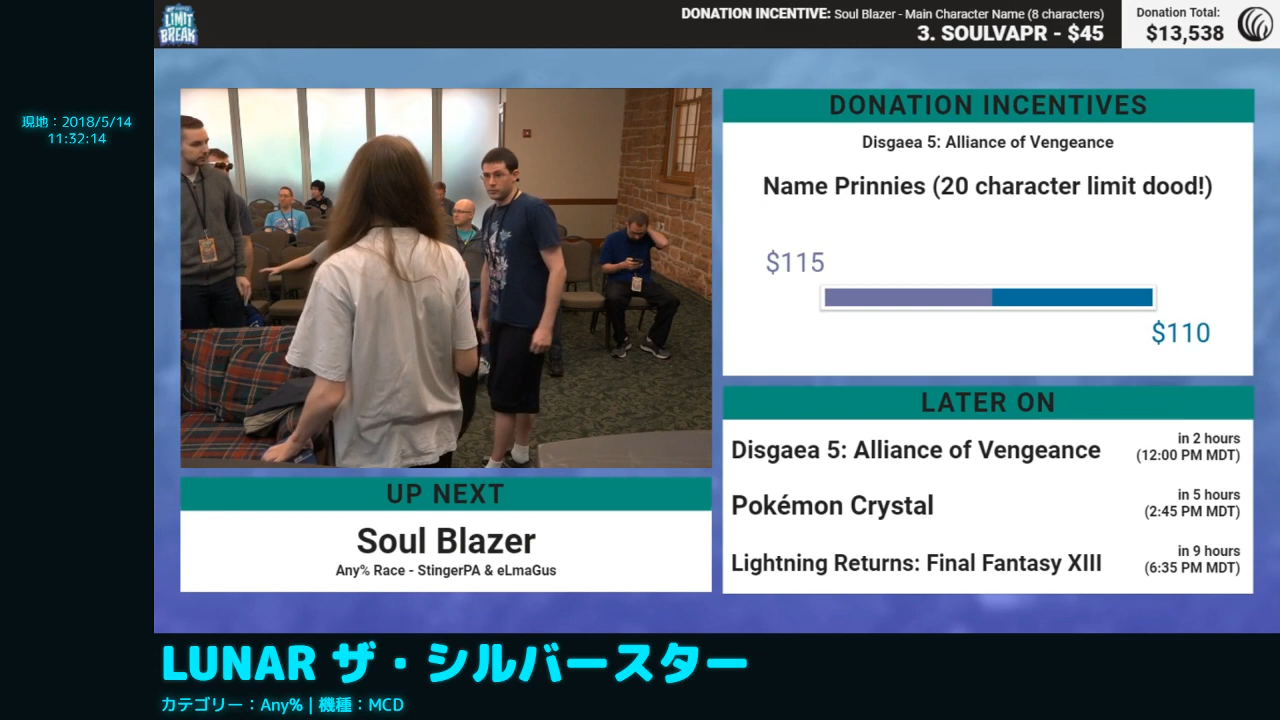 LIMIT
BREAK
DONATION INCENTIVE: Soul Blazer - Main Character Name (8 characters)
3. SOULVAPR - $45
Donation Total:
$13,538
現地：2018/5/14
11:32:14
DONATION INCENTIVES
Disgaea 5: Alliance of Vengeance
Name Prinnies (20 character limit dood!)
$115
$110
UP NEXT
Soul Blazer
Any% Race - StingerPA & eLmaGus
LATER ON
Disgaea 5: Alliance of Vengeance
in 2 hours
(12:00 PM MDT)
Pokémon Crystal
in 5 hours
(2:45 PM MDT)
Lightning Returns: Final Fantasy XIII
in 9 hours
(6:35 PM MDT)
LUNAR ザ・シルバースター
カテゴリー：Any% | 機種：MCD